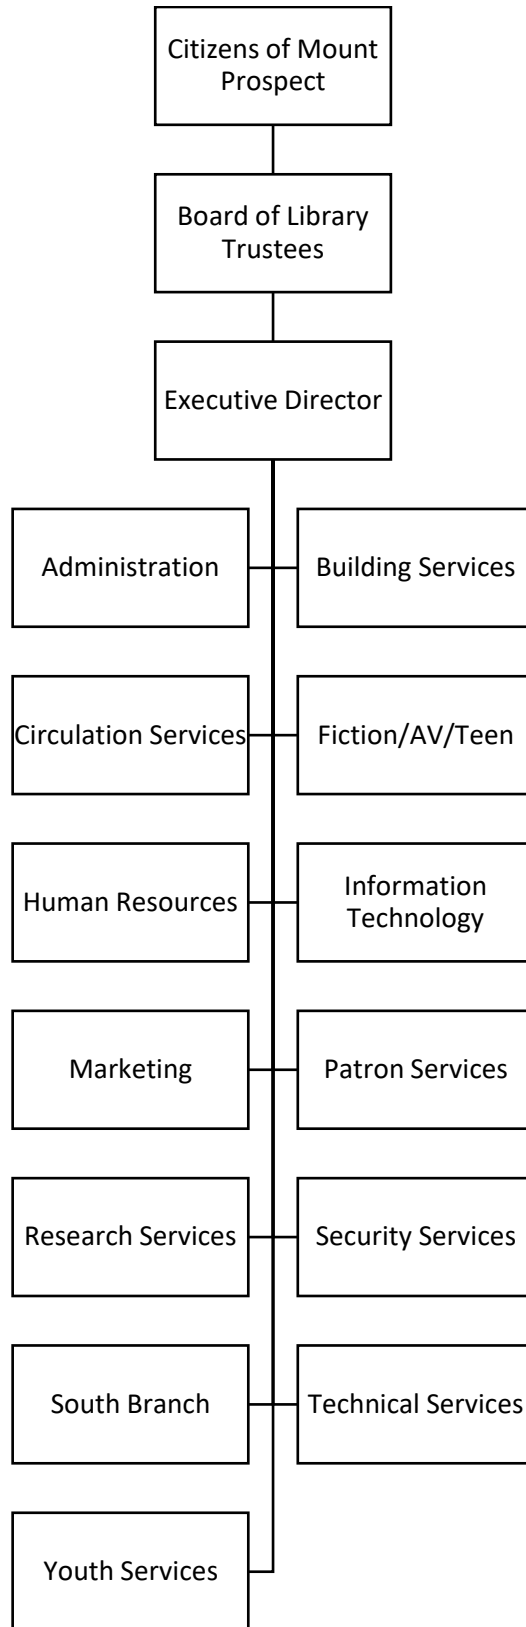 Citizens of Mount
Prospect
Board of Library
Trustees
Executive Director
Administration
Building Services
Circulation Services
Fiction/AV/Teen
Human Resources
Information
Technology
Marketing
Patron Services
Research Services
Security Services
South Branch
Technical Services
Youth Services